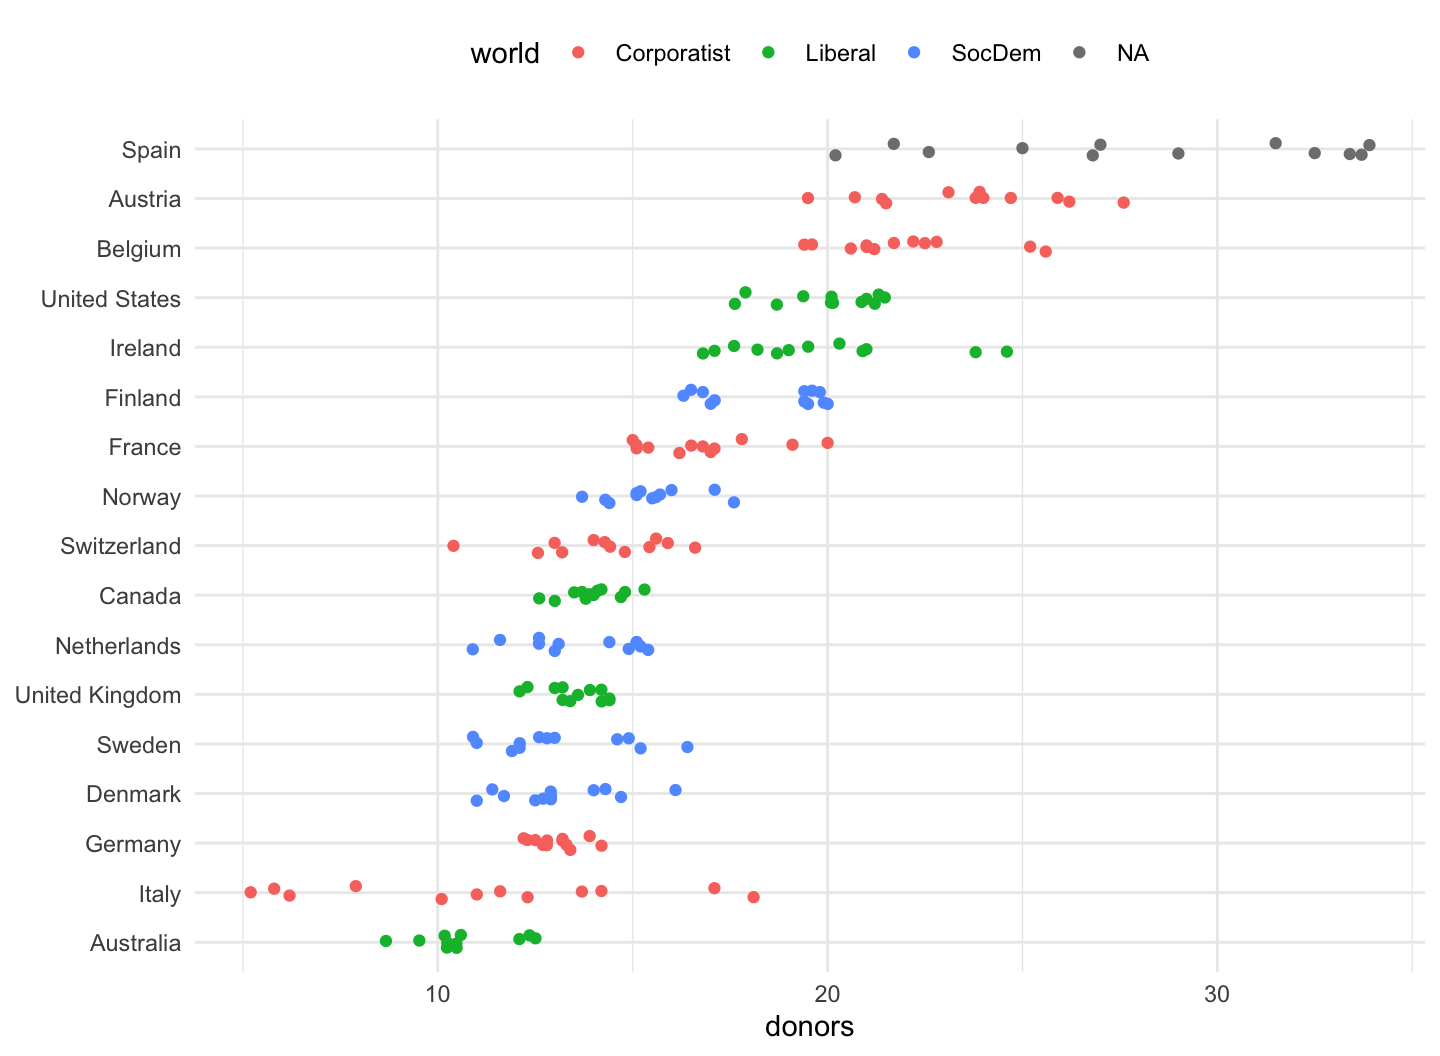 world Corporatist Liberal SocDem NA
Spain
Austria
Belgium
United States
Ireland
Finland
France
Norway
Switzerland
Canada
Netherlands
United Kingdom
Sweden
Denmark
Germany
Italy
Australia
10 20 30
donors